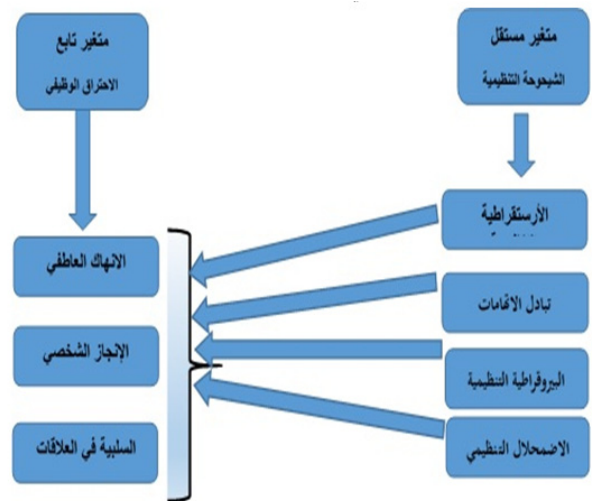 متغير مستقل
الشيحوحة التنظيمية
متغير تابع
الاحتراق الوظيفي
الأرستقراطية
تبادل الاتهامات
البيروقراطية التنظيمية
الاضمحلال التنظيمي
الانهاك العاطفي
الإنجاز الشخصي
السلبية في العلاقات